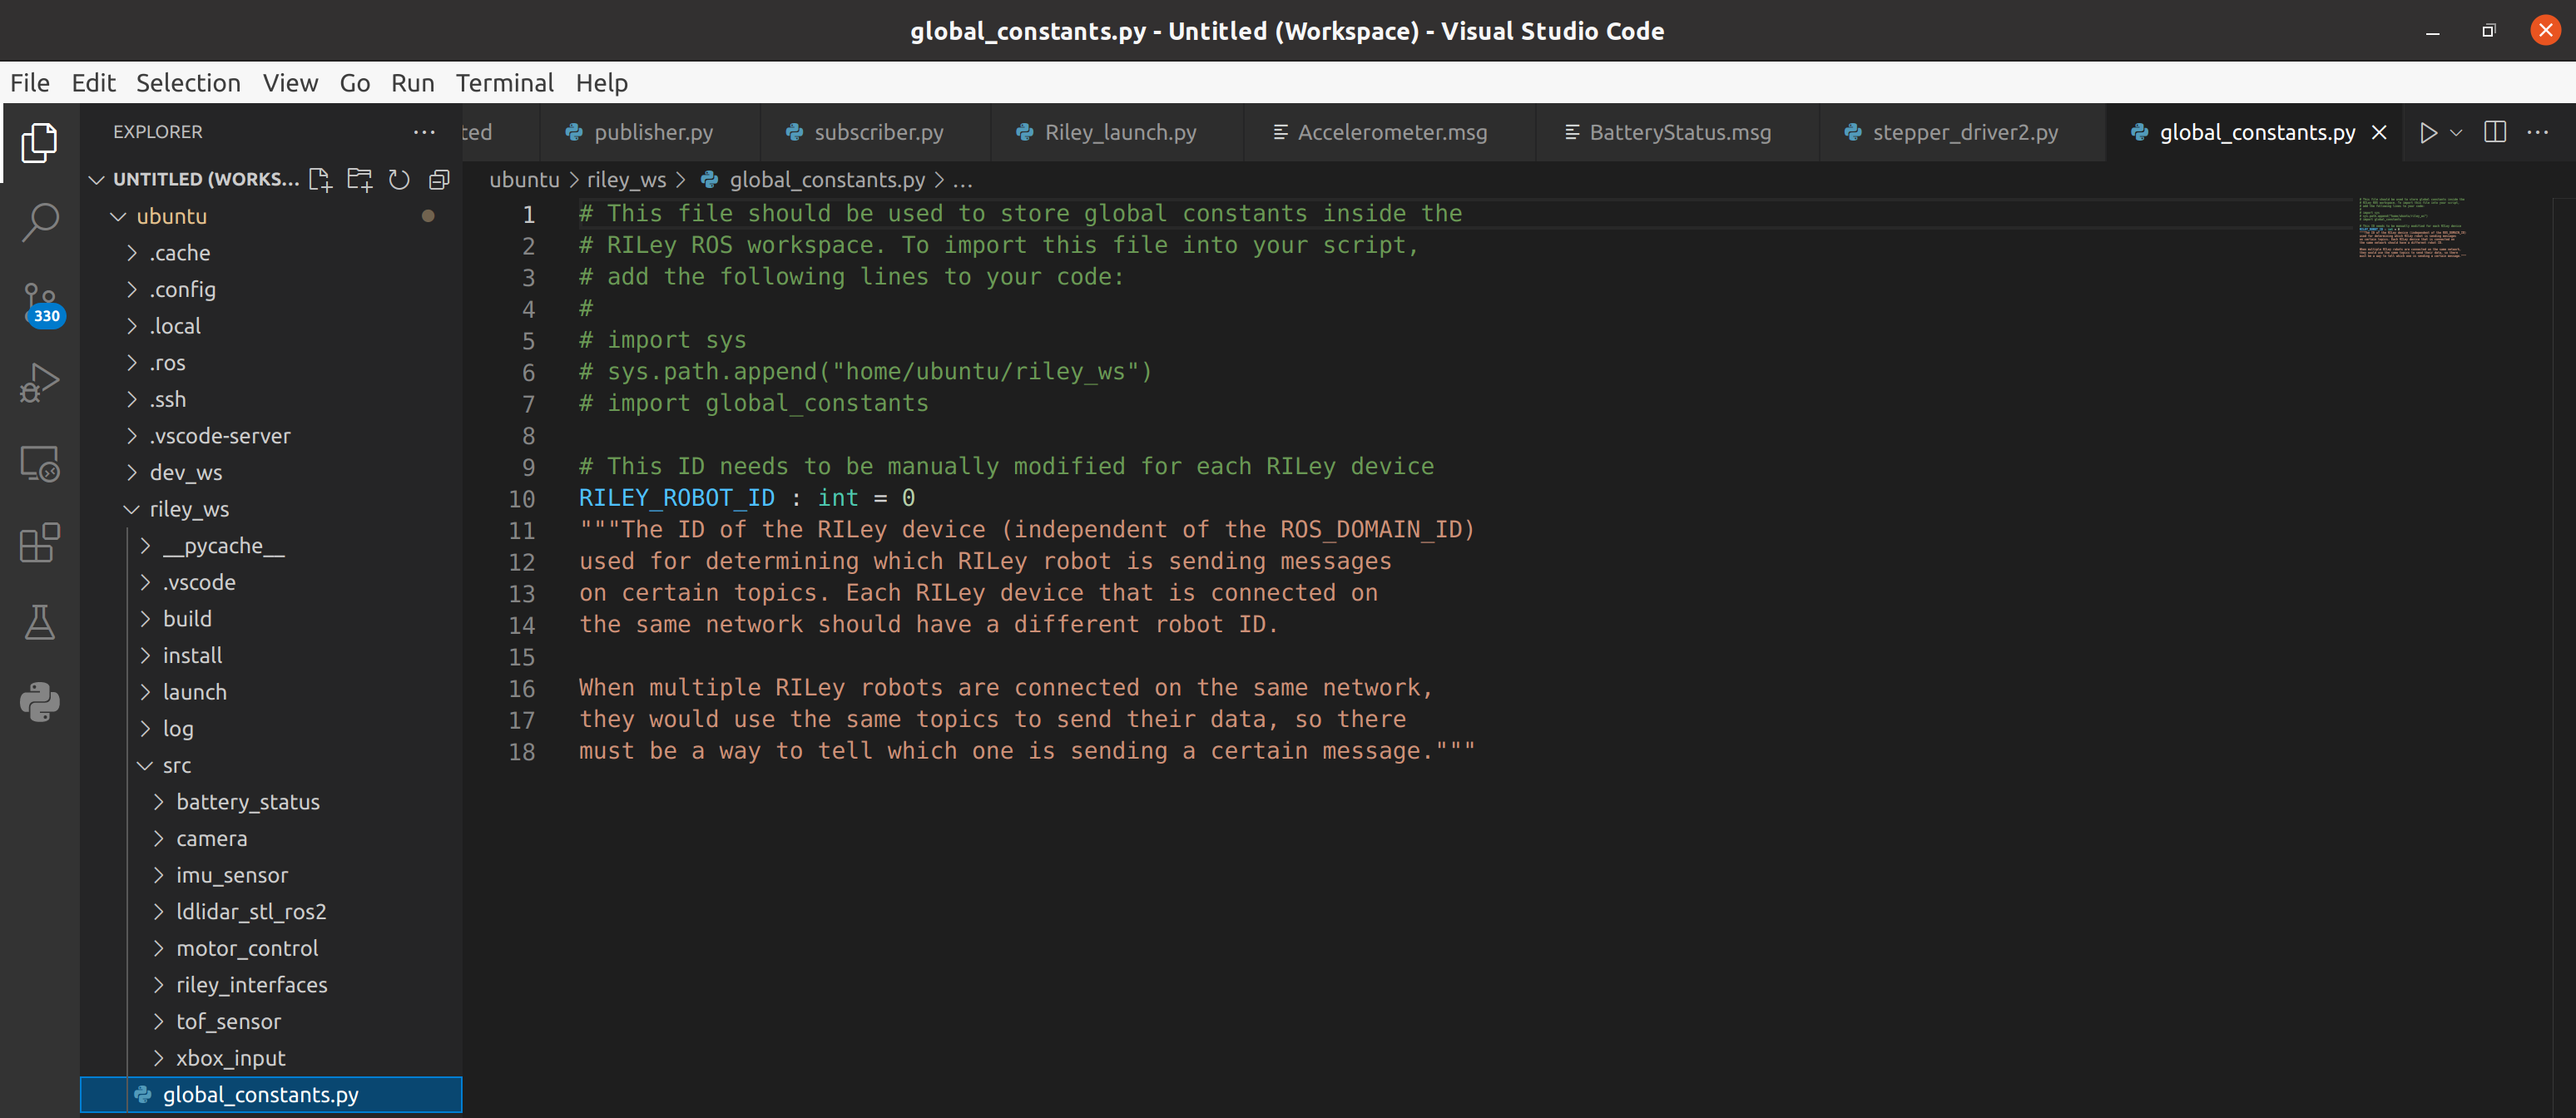 global_constants.py - Untitled (Workspace) - Visual Studio Code
File Edit Selection View Go Run Terminal Help
EXPLORER ...
ted publisher.py subscriber.py Riley_launch.py Accelerometer.msg BatteryStatus.msg stepper_driver2.py global_constants.py
UNTITLED (WORKS...
ubuntu > riley_ws > global_constants.py > ...
ubuntu
.cache
.config
.local
.ros
.ssh
.vscode-server
dev_ws
riley_ws
__pycache__
.vscode
build
install
launch
log
src
battery_status
camera
imu_sensor
ldlidar_stl_ros2
motor_control
riley_interfaces
tof_sensor
xbox_input
global_constants.py
330
1 # This file should be used to store global constants inside the
2 # RILey ROS workspace. To import this file into your script,
3 # add the following lines to your code:
4 #
5 # import sys
6 # sys.path.append("home/ubuntu/riley_ws")
7 # import global_constants
8
9 # This ID needs to be manually modified for each RILey device
10 RILEY_ROBOT_ID : int = 0
11 """The ID of the RILey device (independent of the ROS_DOMAIN_ID)
12 used for determining which RILey robot is sending messages
13 on certain topics. Each RILey device that is connected on
14 the same network should have a different robot ID.
15
16 When multiple RILey robots are connected on the same network,
17 they would use the same topics to send their data, so there
18 must be a way to tell which one is sending a certain message."""